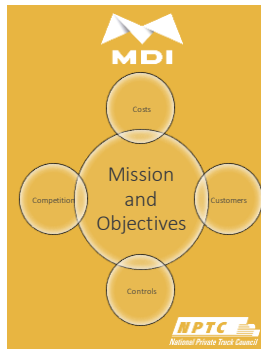 MDI
Costs
Competition
Mission
and
Objectives
Customers
Controls
NPTC
National Private Truck Council